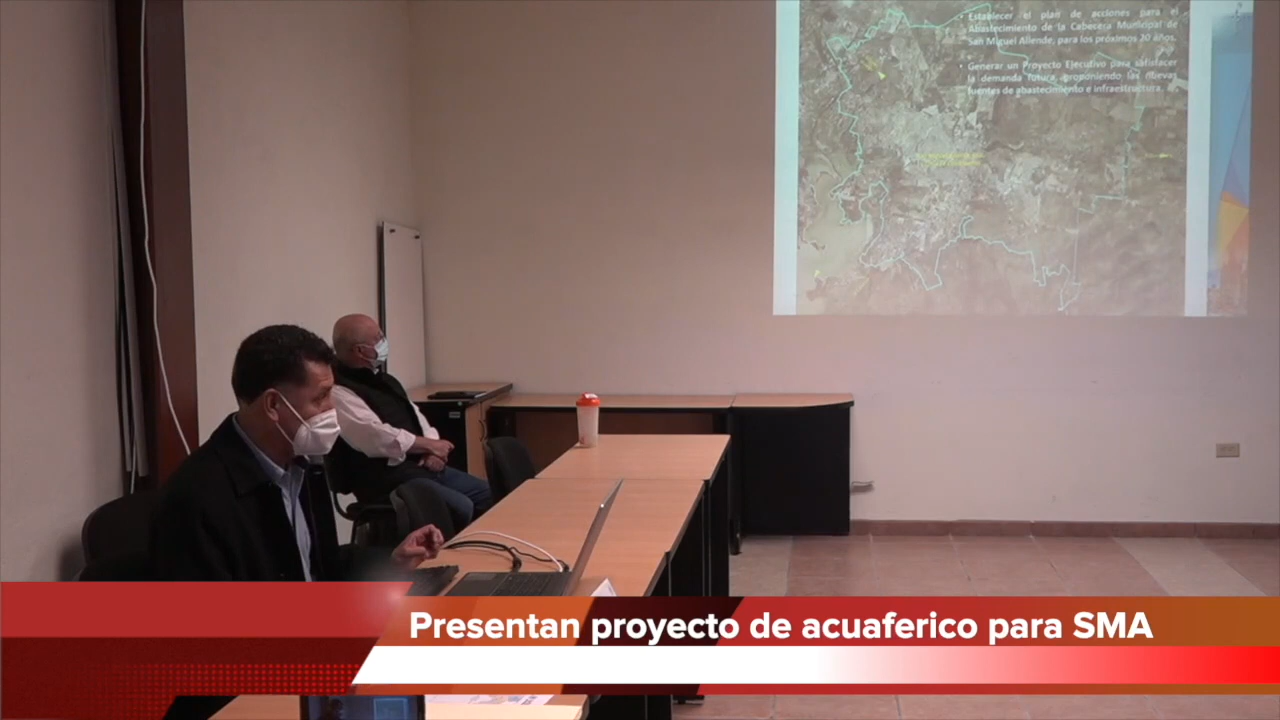 Establecer el plan de acciones para el
Abastecimiento de la Cabecera Municipal de
San Miguel Allende, para los próximos 20 años.
Generar un Proyecto Ejecutivo para satisfacer
la demanda futura, proponiendo las nuevas
fuentes de abastecimiento e infraestructura.
Presentan proyecto de acuaferico para SMA